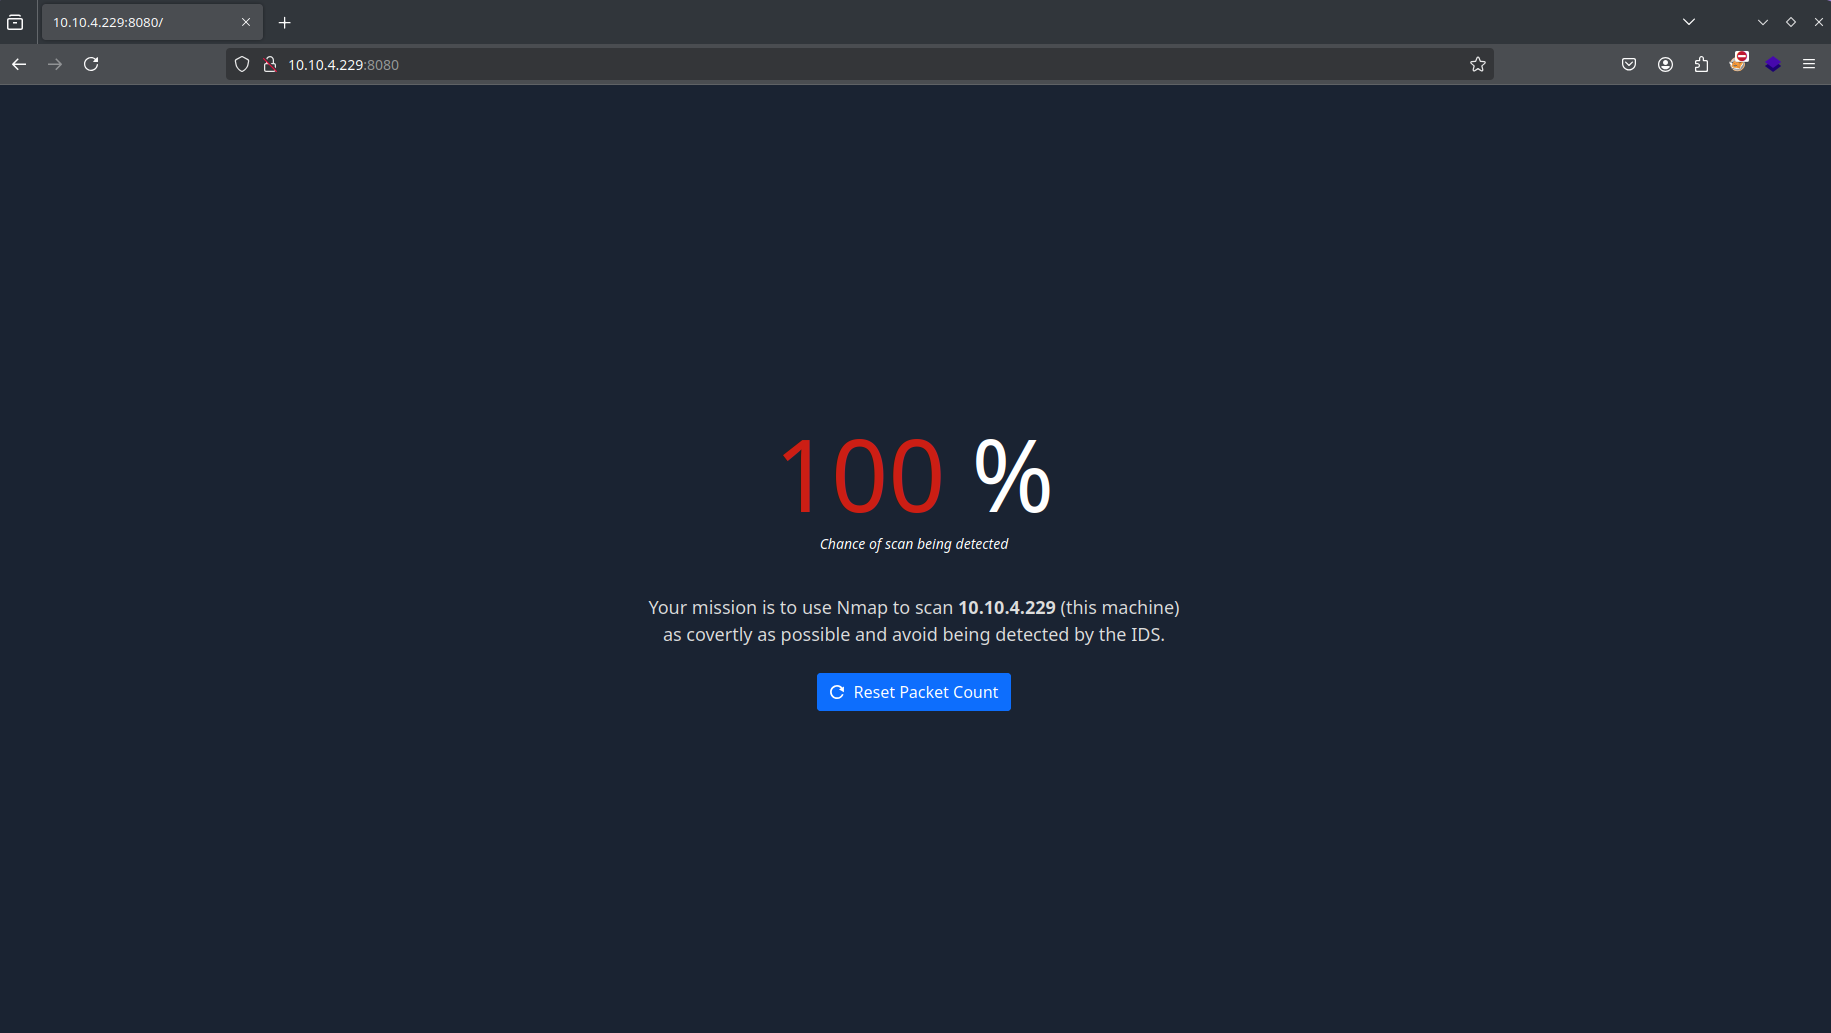 10.10.4.229:8080/
10.10.4.229:8080
100 %
Chance of scan being detected
Your mission is to use Nmap to scan 10.10.4.229 (this machine)
as covertly as possible and avoid being detected by the IDS.
Reset Packet Count